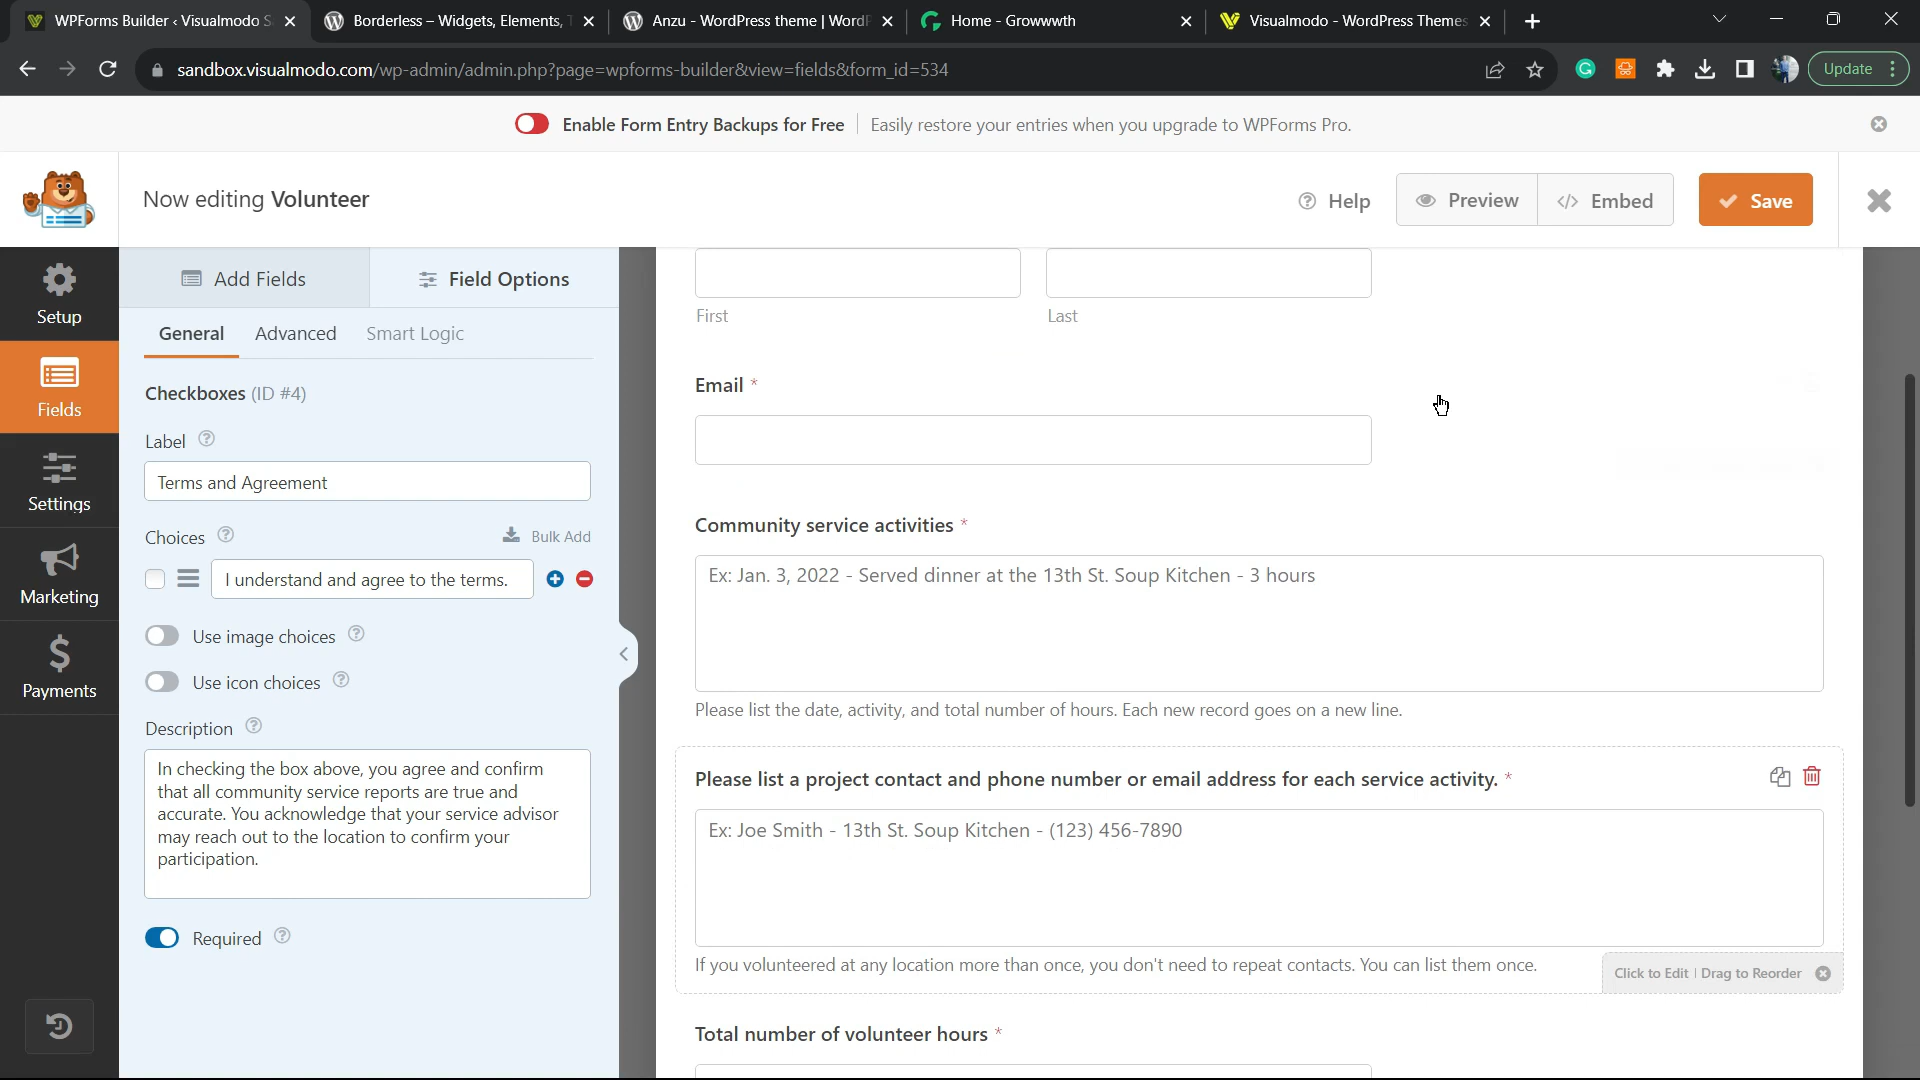 WPForms Builder ‹ Visualmodo S
Borderless – Widgets, Elements, T
Anzu - WordPress theme | WordP
Home - Growwwth
Visualmodo - WordPress Themes
sandbox.visualmodo.com/wp-admin/admin.php?page=wpforms-builder&view=fields&form_id=534
Update
Enable Form Entry Backups for Free
Easily restore your entries when you upgrade to WPForms Pro.
Now editing Volunteer
Help
Preview
</> Embed
Save
Setup
Fields
Settings
Marketing
Payments
Add Fields
Field Options
General
Advanced
Smart Logic
Checkboxes (ID #4)
Label
Terms and Agreement
Choices
Bulk Add
I understand and agree to the terms.
Use image choices
Use icon choices
Description
In checking the box above, you agree and confirm
that all community service reports are true and
accurate. You acknowledge that your service advisor
may reach out to the location to confirm your
participation.
Required
First
Last
Email *
Community service activities *
Ex: Jan. 3, 2022 - Served dinner at the 13th St. Soup Kitchen - 3 hours
Please list the date, activity, and total number of hours. Each new record goes on a new line.
Please list a project contact and phone number or email address for each service activity. *
Ex: Joe Smith - 13th St. Soup Kitchen - (123) 456-7890
If you volunteered at any location more than once, you don't need to repeat contacts. You can list them once.
Click to Edit | Drag to Reorder
Total number of volunteer hours *